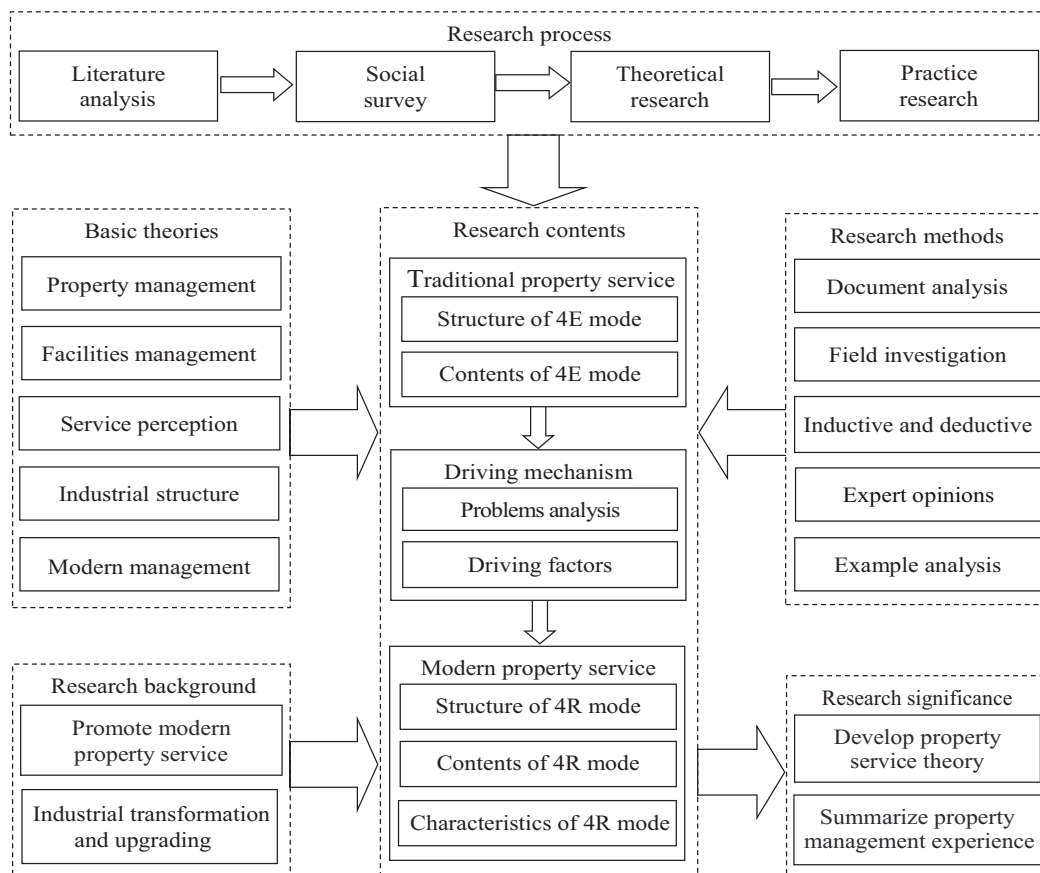 Research process
Literature
analysis
Social
survey
Theoretical
research
Practice
research
Basic theories
Property management
Facilities management
Service perception
Industrial structure
Modern management
Research contents
Traditional property service
Structure of 4E mode
Contents of 4E mode
Driving mechanism
Problems analysis
Driving factors
Modern property service
Structure of 4R mode
Contents of 4R mode
Characteristics of 4R mode
Research methods
Document analysis
Field investigation
Inductive and deductive
Expert opinions
Example analysis
Research background
Promote modern
property service
Industrial transformation
and upgrading
Research significance
Develop property
service theory
Summarize property
management experience